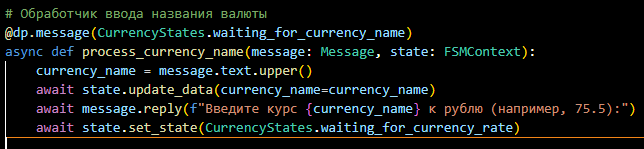 # Обработчик ввода названия валюты
@dp.message(CurrencyStates.waiting_for_currency_name)
async def process_currency_name(message: Message, state: FSMContext):
    currency_name = message.text.upper()
    await state.update_data(currency_name=currency_name)
    await message.reply(f"Введите курс {currency_name} к рублю (например, 75.5):")
    await state.set_state(CurrencyStates.waiting_for_currency_rate)